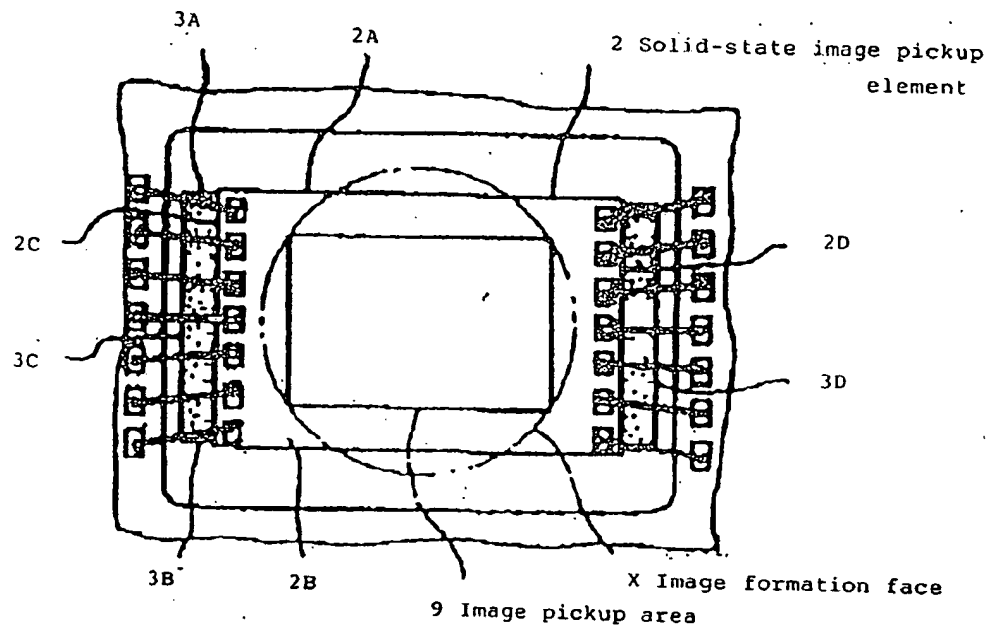 3A
2A
2 Solid-state image pickup
element
2C
2D
3C
3D
3B
2B
X Image formation face
9 Image pickup area